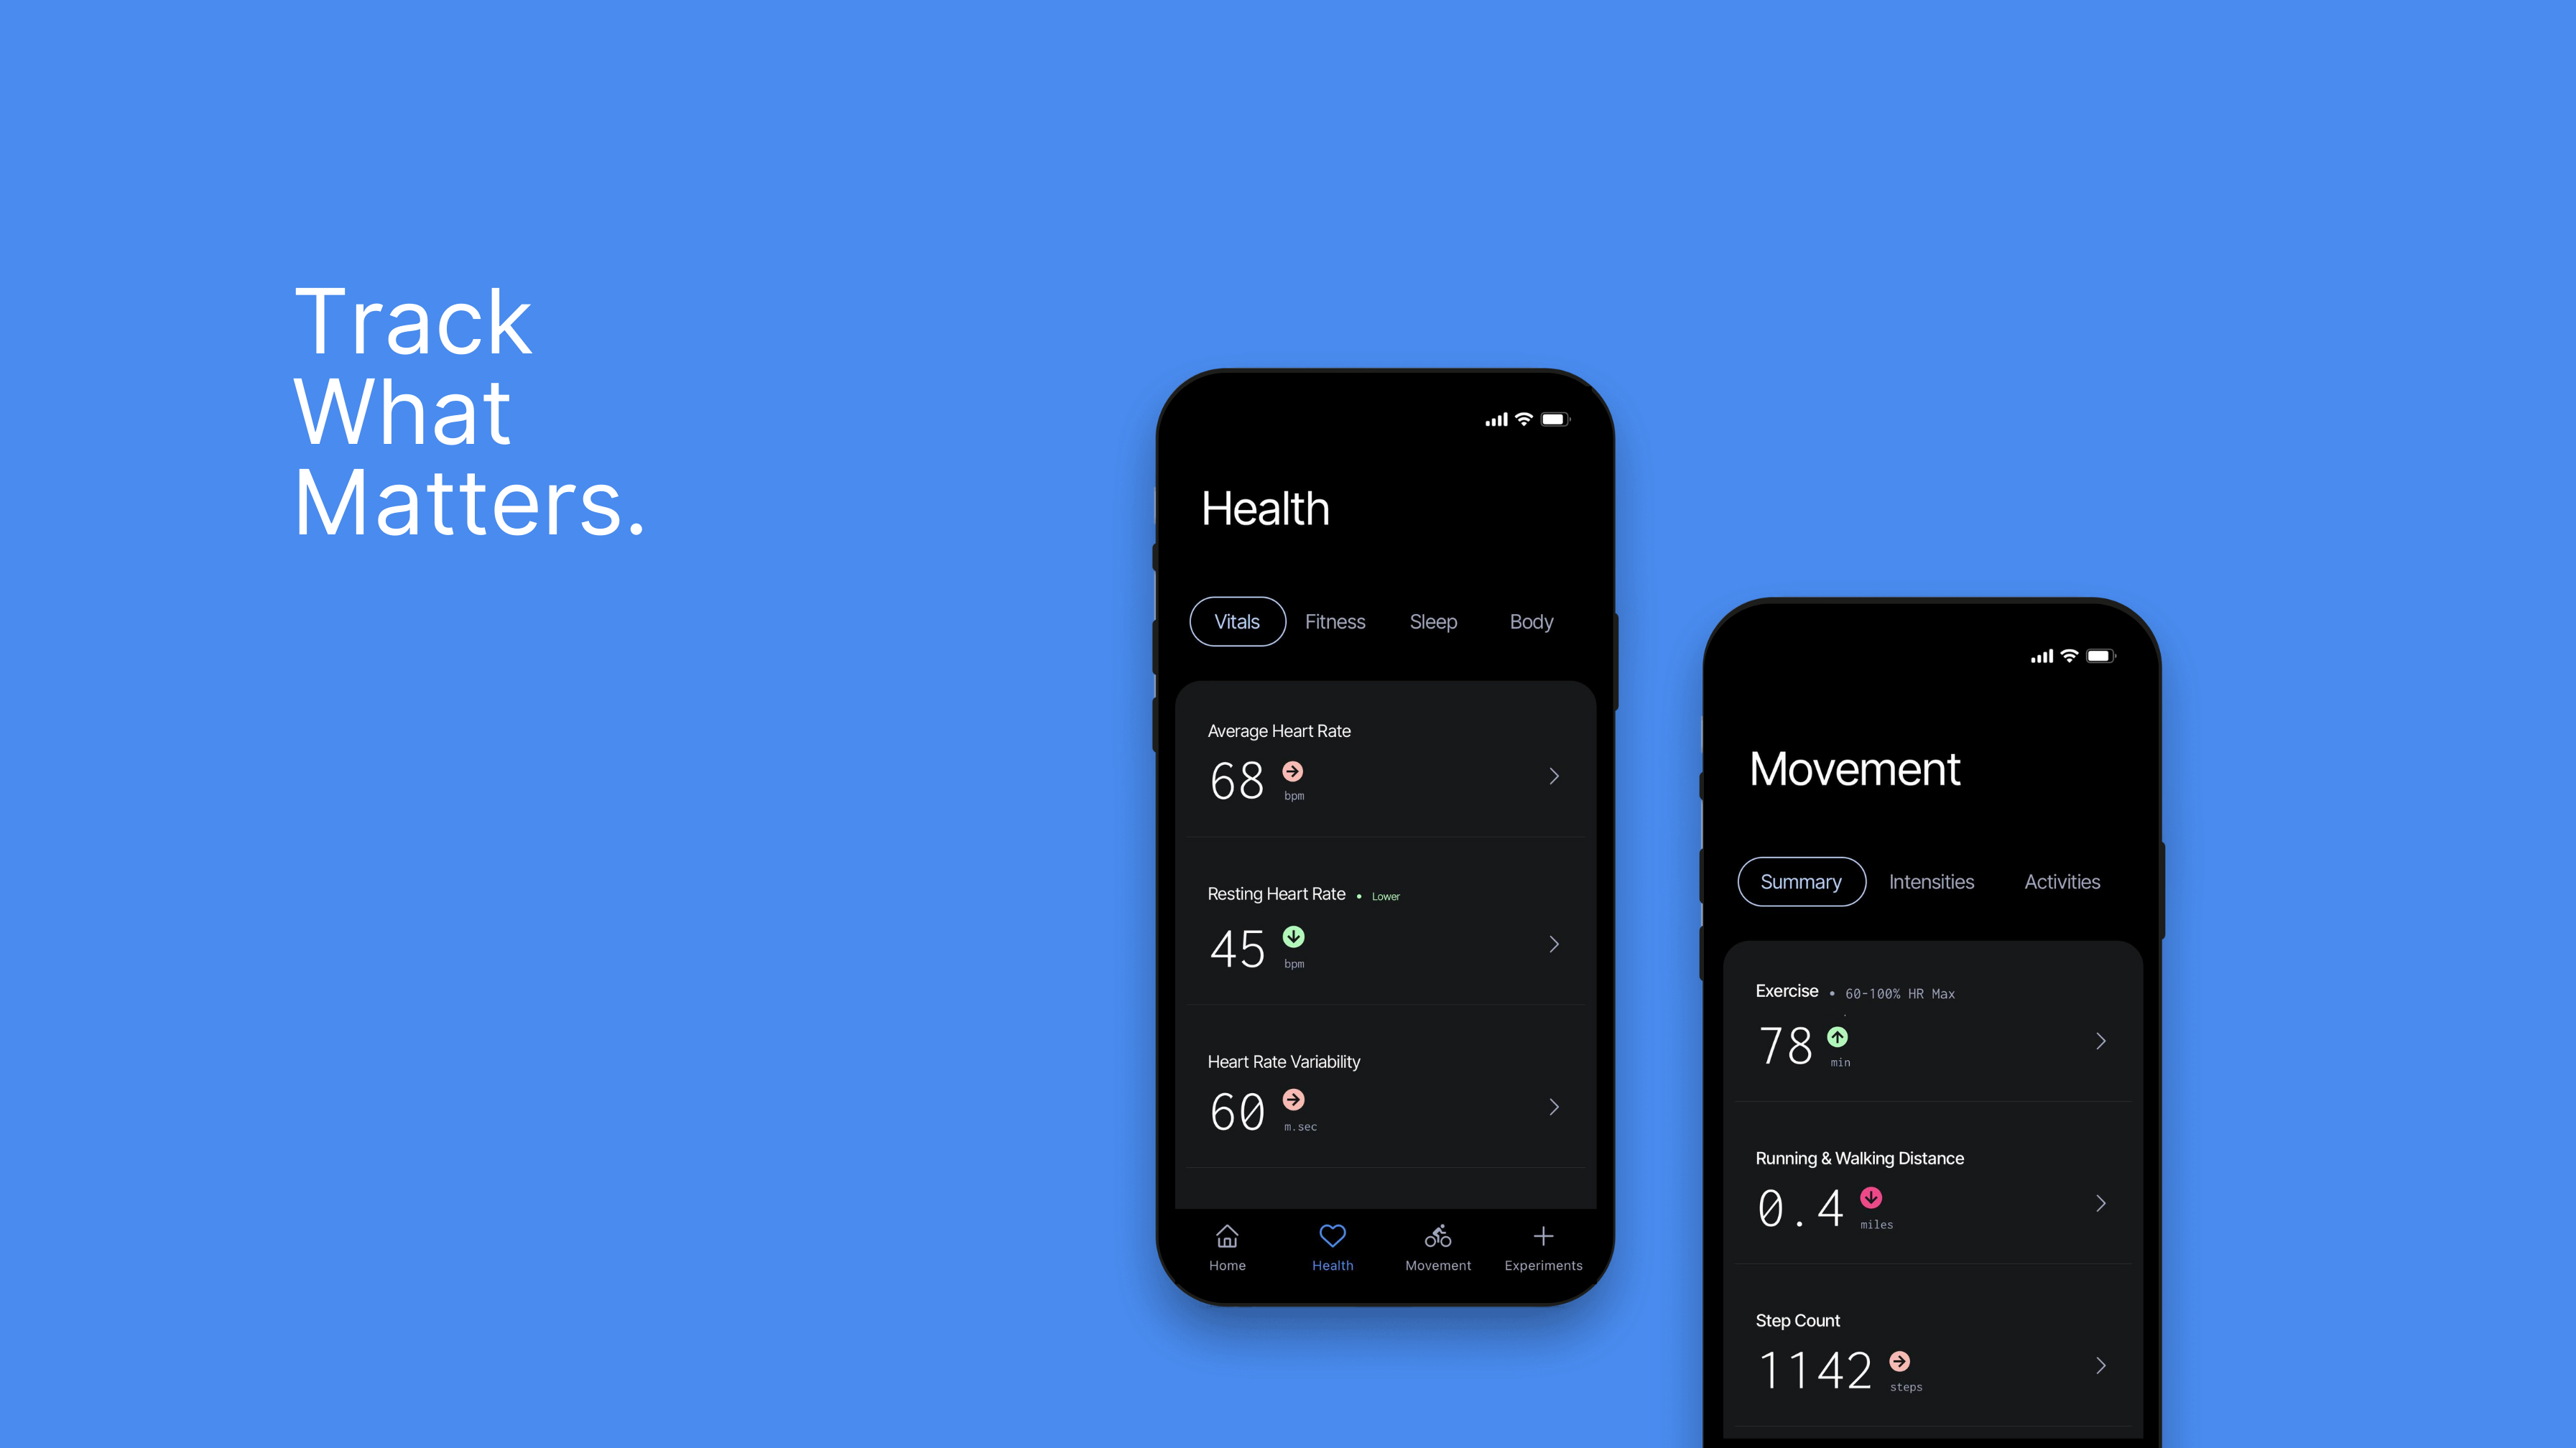 Track
What
Matters.
Health
Vitals Fitness Sleep Body
Average Heart Rate
68 bpm
Resting Heart Rate • Lower
45 bpm
Heart Rate Variability
60 m.sec
Home Health Movement Experiments
Movement
Summary Intensities Activities
Exercise • 60-100% HR Max
78 min
Running & Walking Distance
0.4 miles
Step Count
1142 steps